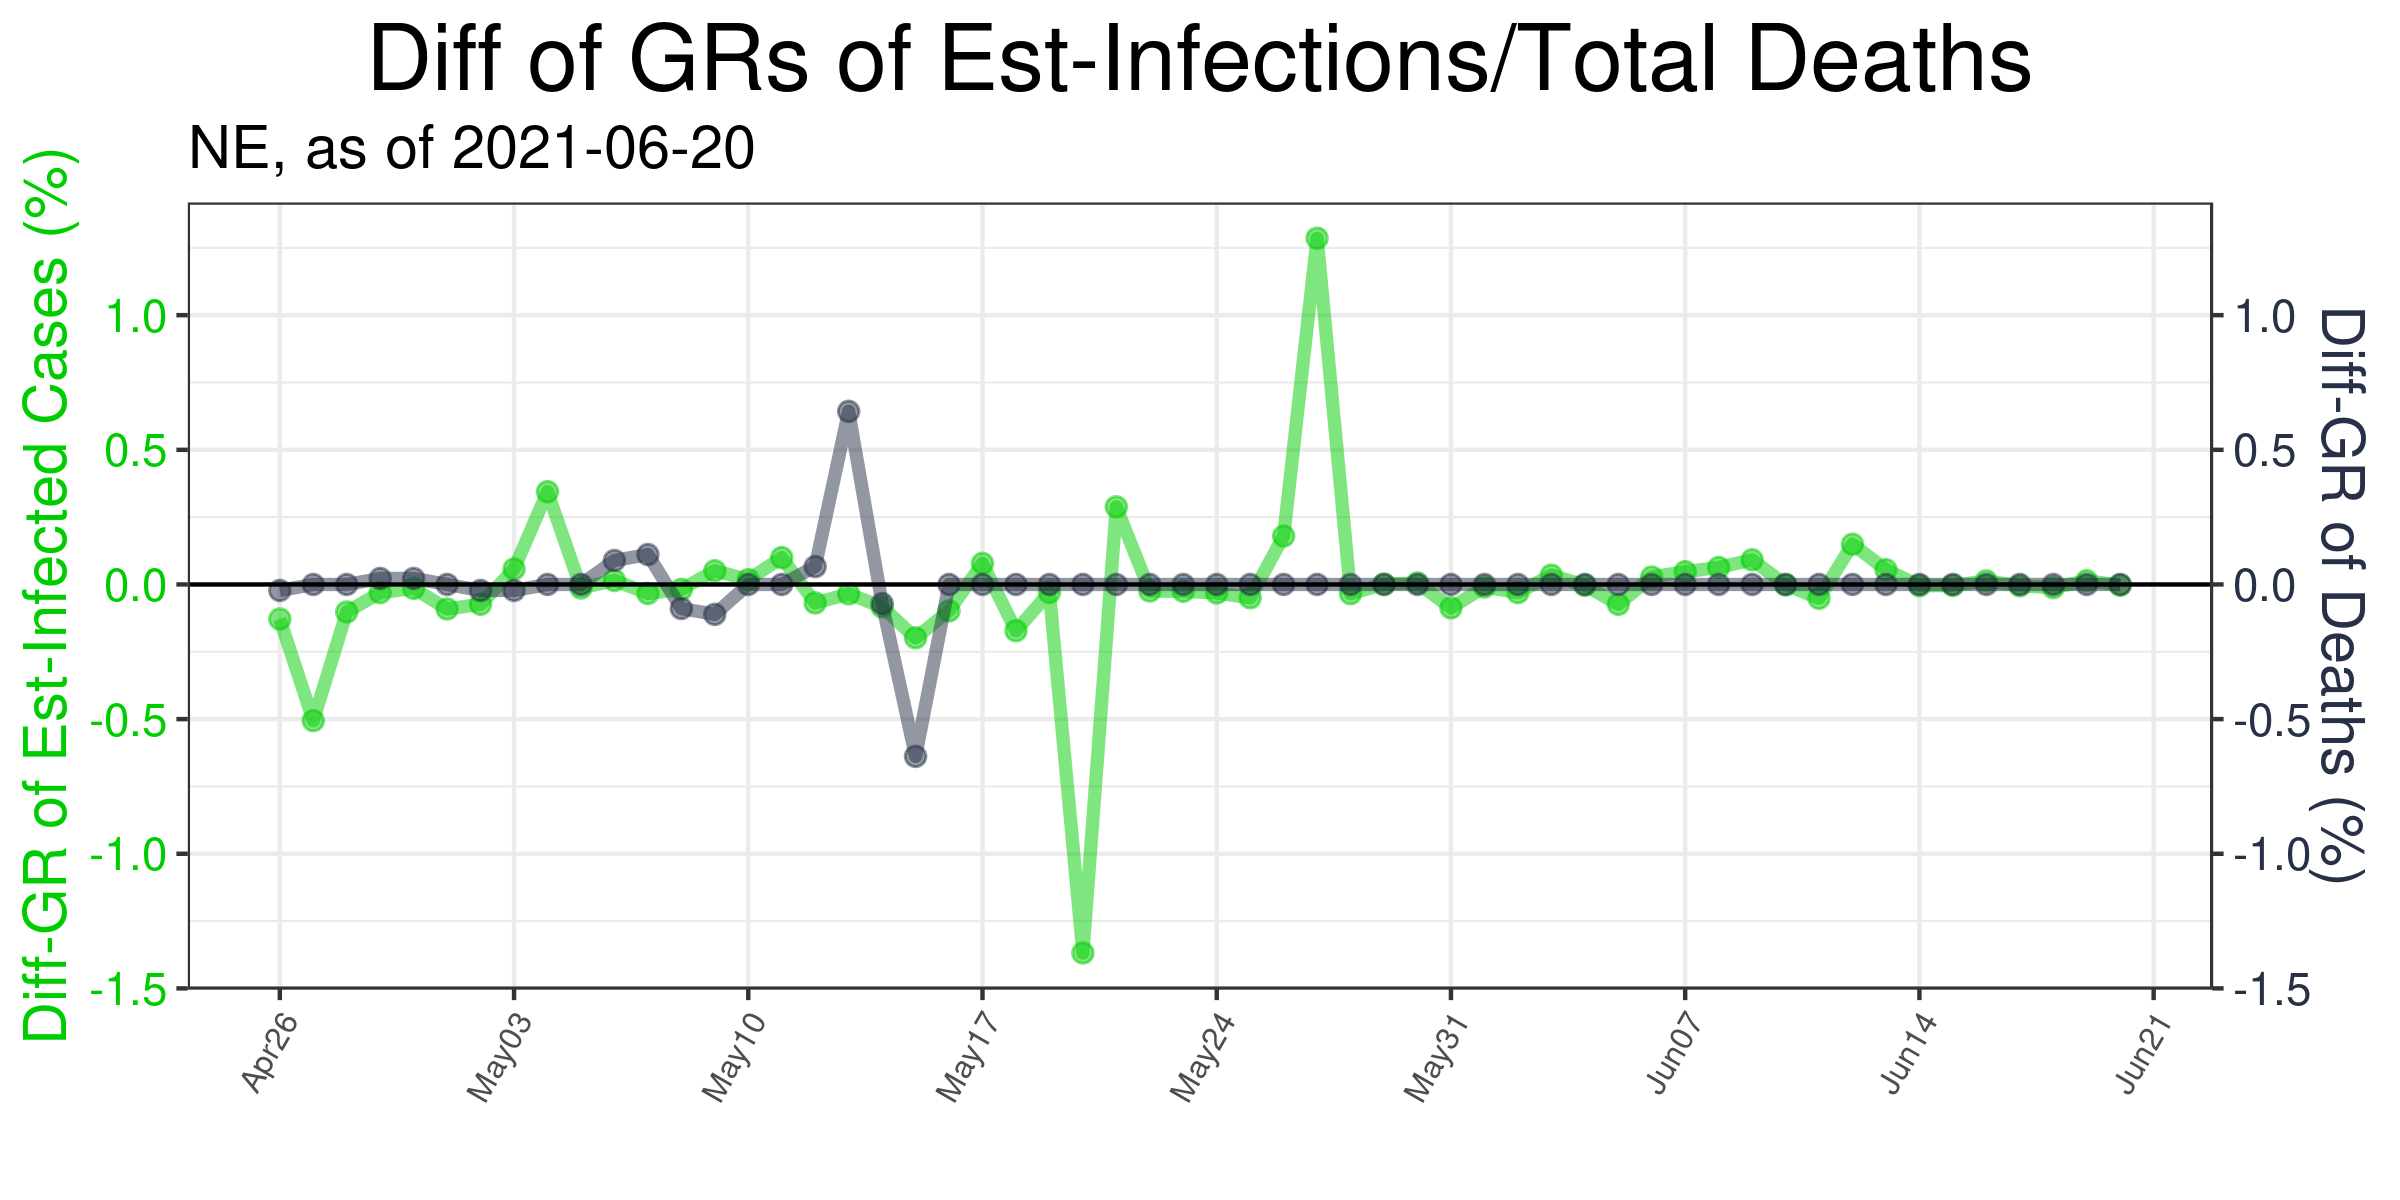 Diff of GRs of Est-Infections/Total Deaths
NE, as of 2021-06-20
Diff-GR of Est-Infected Cases (%)
1.0
0.5
0.0
-0.5
-1.0
-1.5
1.0
0.5
0.0
-0.5
-1.0
-1.5
Diff-GR of Deaths (%)
Apr26
May03
May10
May17
May24
May31
Jun07
Jun14
Jun21